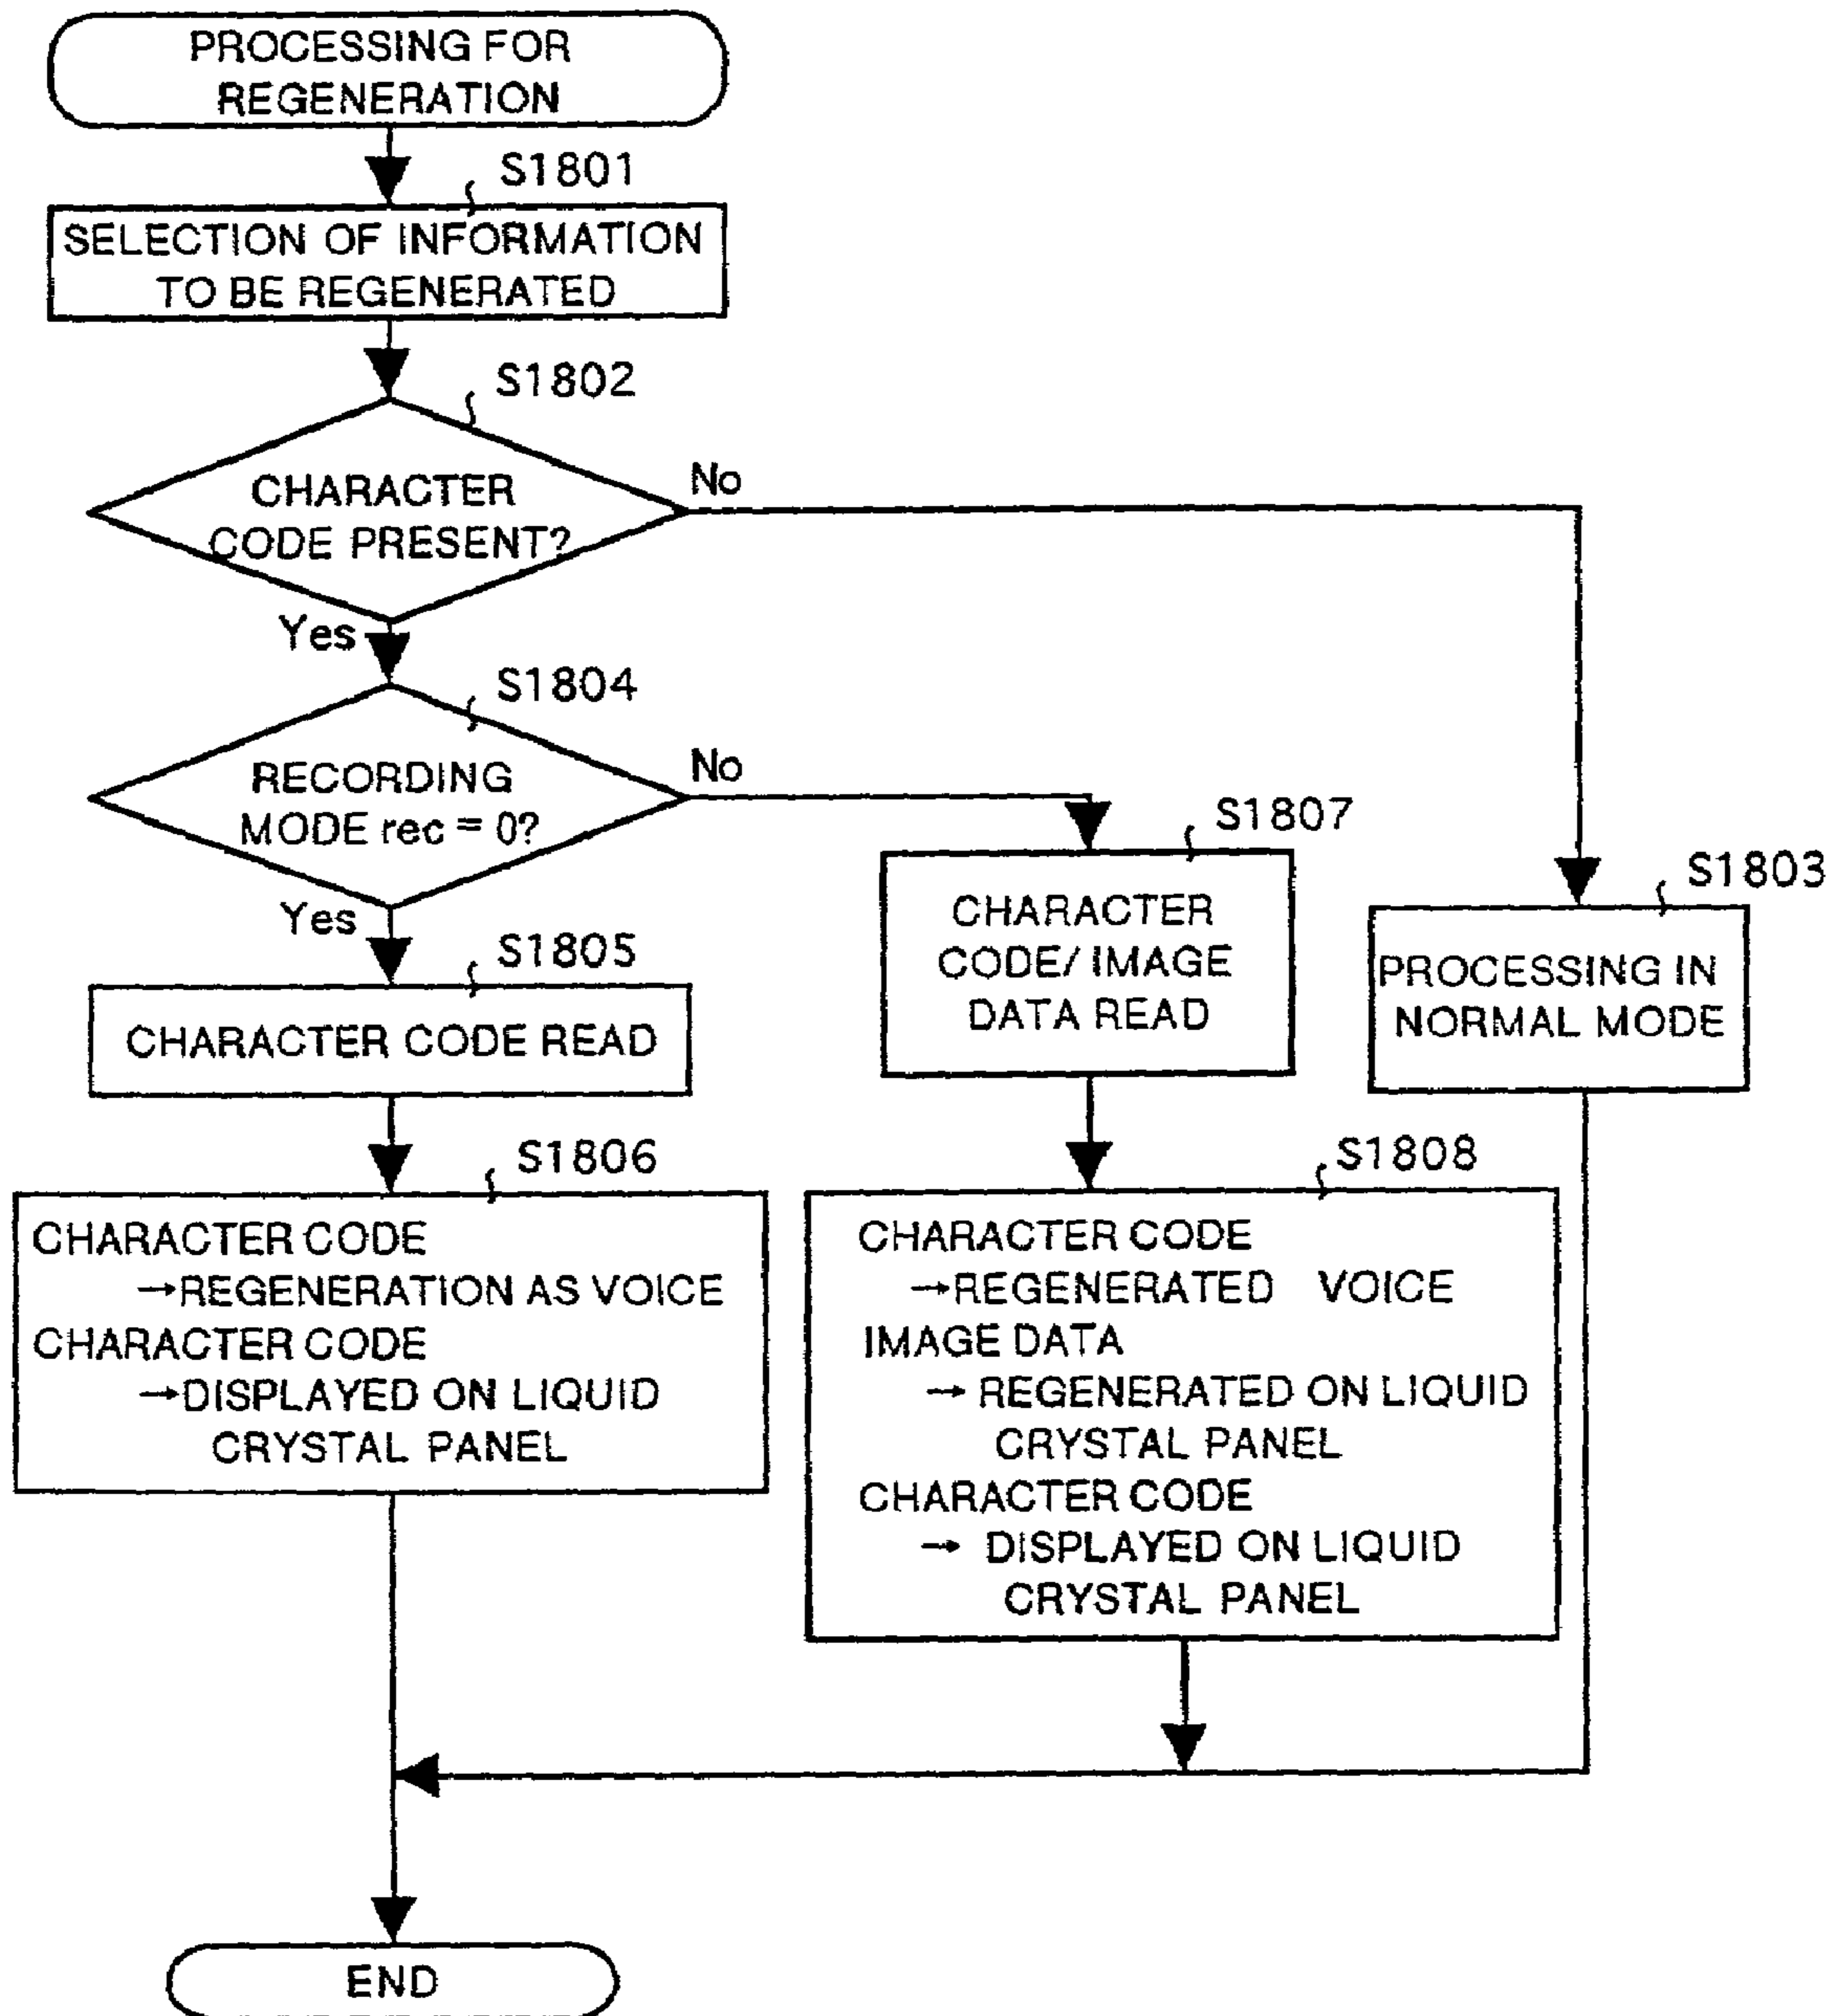 PROCESSING FOR
REGENERATION
S1801
SELECTION OF INFORMATION
TO BE REGENERATED
S1802
CHARACTER
CODE PRESENT?
No
Yes
S1804
RECORDING
MODE rec = 0?
No
Yes
S1807
CHARACTER
CODE/ IMAGE
DATA READ
S1803
PROCESSING IN
NORMAL MODE
S1805
CHARACTER CODE READ
S1806
CHARACTER CODE
→REGENERATION AS VOICE
CHARACTER CODE
→DISPLAYED ON LIQUID
CRYSTAL PANEL
S1808
CHARACTER CODE
→REGENERATED VOICE
IMAGE DATA
→ REGENERATED ON LIQUID
CRYSTAL PANEL
CHARACTER CODE
→ DISPLAYED ON LIQUID
CRYSTAL PANEL
END